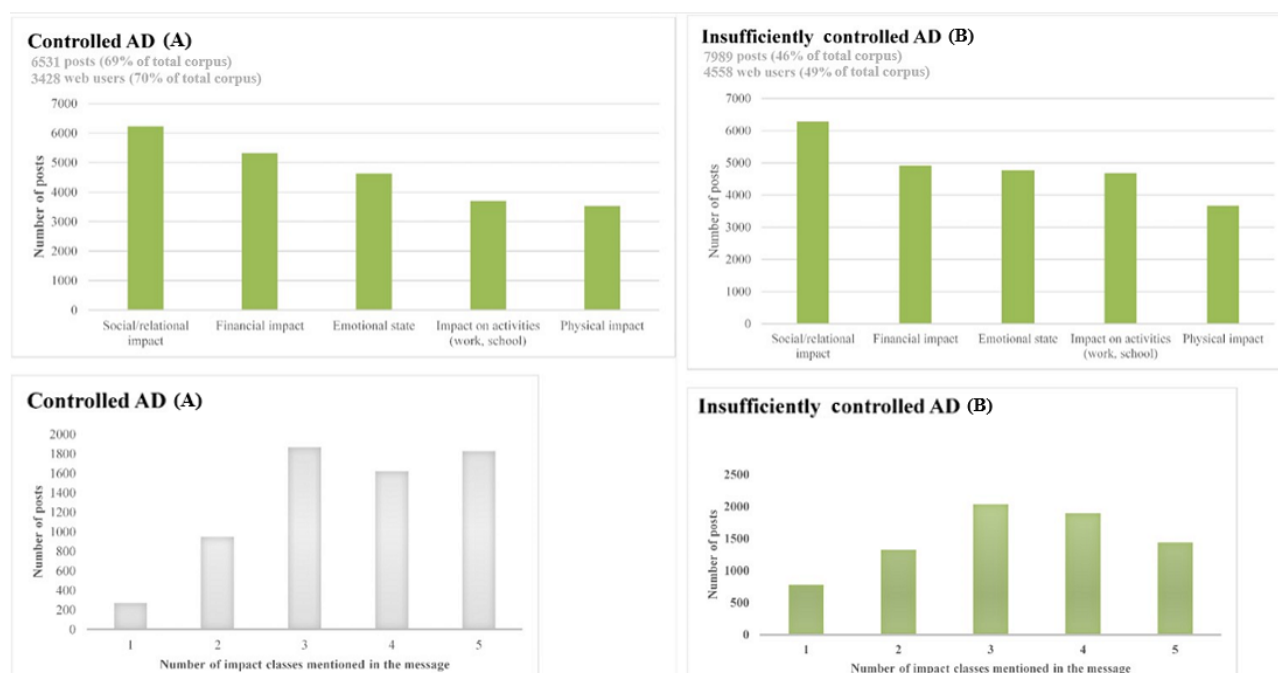 Controlled AD (A)
6531 posts (69% of total corpus)
3428 web users (70% of total corpus)
Number of posts
7000
6000
5000
4000
3000
2000
1000
0
Social/relational impact
Financial impact
Emotional state
Impact on activities (work, school)
Physical impact
Insufficiently controlled AD (B)
7989 posts (46% of total corpus)
4558 web users (49% of total corpus)
Number of posts
7000
6000
5000
4000
3000
2000
1000
0
Social/relational impact
Financial impact
Emotional state
Impact on activities (work, school)
Physical impact
Controlled AD (A)
Number of posts
2000
1800
1600
1400
1200
1000
800
600
400
200
0
1 2 3 4 5
Number of impact classes mentioned in the message
Insufficiently controlled AD (B)
Number of posts
2500
2000
1500
1000
500
0
1 2 3 4 5
Number of impact classes mentioned in the message